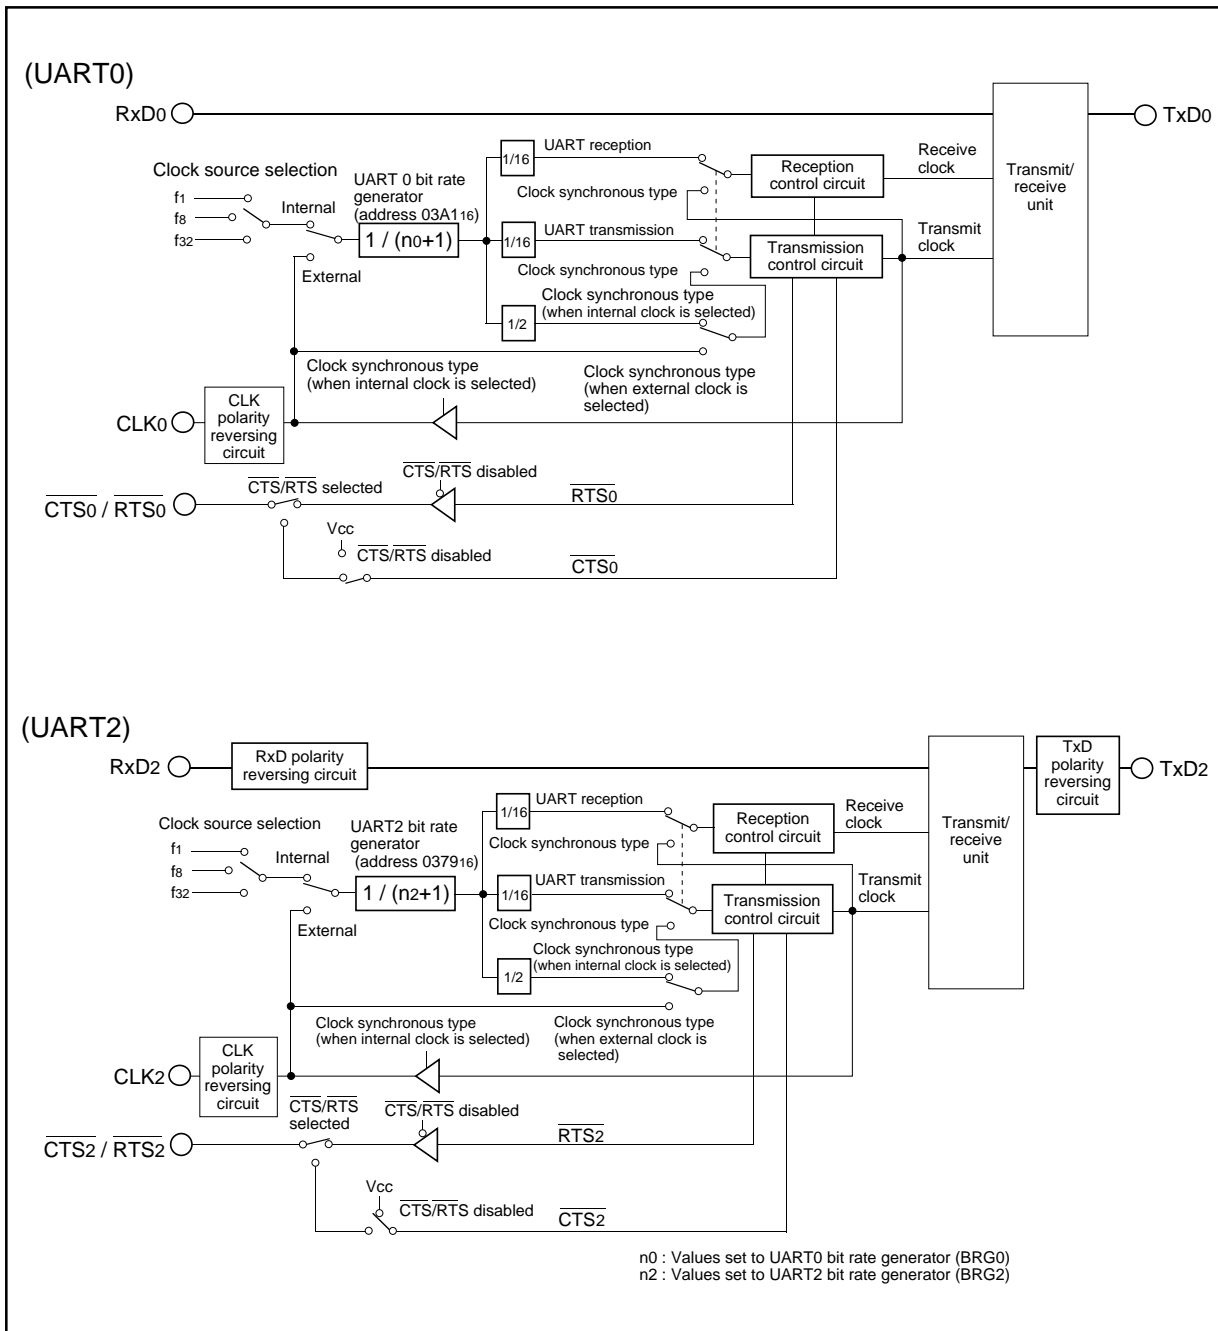 (UART0)
RxD0
TxD0
Clock source selection
f1
f8
f32
Internal
External
UART 0 bit rate
generator
(address 03A116)
1 / (n0+1)
1/16
UART reception
Clock synchronous type
1/16
UART transmission
Clock synchronous type
1/2
Clock synchronous type
(when internal clock is selected)
Reception
control circuit
Receive
clock
Transmission
control circuit
Transmit
clock
Transmit/
receive
unit
Clock synchronous type
(when internal clock is selected)
Clock synchronous type
(when external clock is
selected)
CLK0
CLK
polarity
reversing
circuit
CTS0 / RTS0
CTS/RTS selected
CTS/RTS disabled
RTS0
Vcc
CTS/RTS disabled
CTS0
(UART2)
RxD2
RxD polarity
reversing circuit
TxD
polarity
reversing
circuit
TxD2
Clock source selection
f1
f8
f32
Internal
External
UART2 bit rate
generator
(address 037916)
1 / (n2+1)
1/16
UART reception
Clock synchronous type
1/16
UART transmission
Clock synchronous type
1/2
Clock synchronous type
(when internal clock is selected)
Reception
control circuit
Receive
clock
Transmission
control circuit
Transmit
clock
Transmit/
receive
unit
Clock synchronous type
(when internal clock is selected)
Clock synchronous type
(when external clock is
selected)
CLK2
CLK
polarity
reversing
circuit
CTS2 / RTS2
CTS/RTS
selected
CTS/RTS disabled
RTS2
Vcc
CTS/RTS disabled
CTS2
n0 : Values set to UART0 bit rate generator (BRG0)
n2 : Values set to UART2 bit rate generator (BRG2)